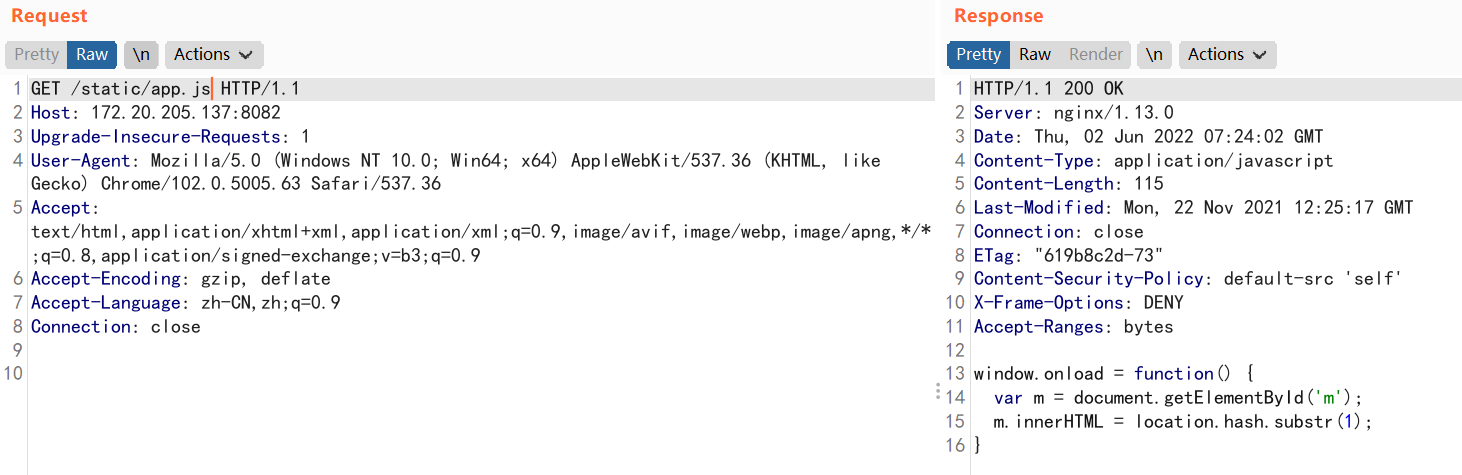 Request
Pretty Raw \n Actions
1 GET /static/app.js HTTP/1.1
2 Host: 172.20.205.137:8082
3 Upgrade-Insecure-Requests: 1
4 User-Agent: Mozilla/5.0 (Windows NT 10.0; Win64; x64) AppleWebKit/537.36 (KHTML, like
Gecko) Chrome/102.0.5005.63 Safari/537.36
5 Accept:
text/html,application/xhtml+xml,application/xml;q=0.9,image/avif,image/webp,image/apng,*/*
;q=0.8,application/signed-exchange;v=b3;q=0.9
6 Accept-Encoding: gzip, deflate
7 Accept-Language: zh-CN,zh;q=0.9
8 Connection: close
9
10
Response
Pretty Raw Render \n Actions
1 HTTP/1.1 200 OK
2 Server: nginx/1.13.0
3 Date: Thu, 02 Jun 2022 07:24:02 GMT
4 Content-Type: application/javascript
5 Content-Length: 115
6 Last-Modified: Mon, 22 Nov 2021 12:25:17 GMT
7 Connection: close
8 ETag: "619b8c2d-73"
9 Content-Security-Policy: default-src 'self'
10 X-Frame-Options: DENY
11 Accept-Ranges: bytes
12
13 window.onload = function() {
14 var m = document.getElementById('m');
15 m.innerHTML = location.hash.substr(1);
16 }